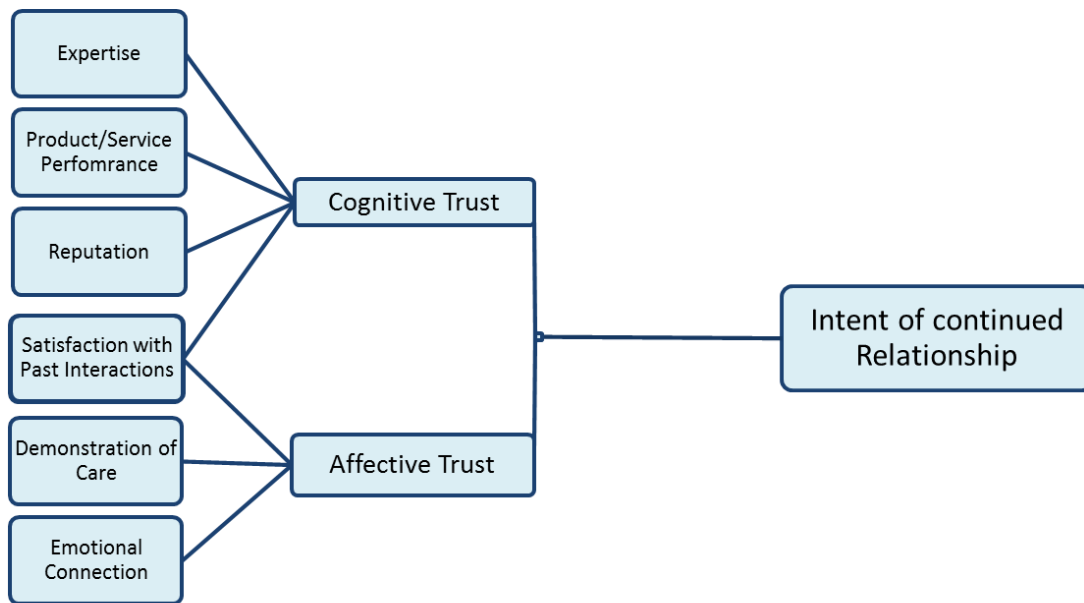 Expertise
Product/Service
Perfomrance
Reputation
Satisfaction with
Past Interactions
Demonstration of
Care
Emotional
Connection
Cognitive Trust
Affective Trust
Intent of continued
Relationship